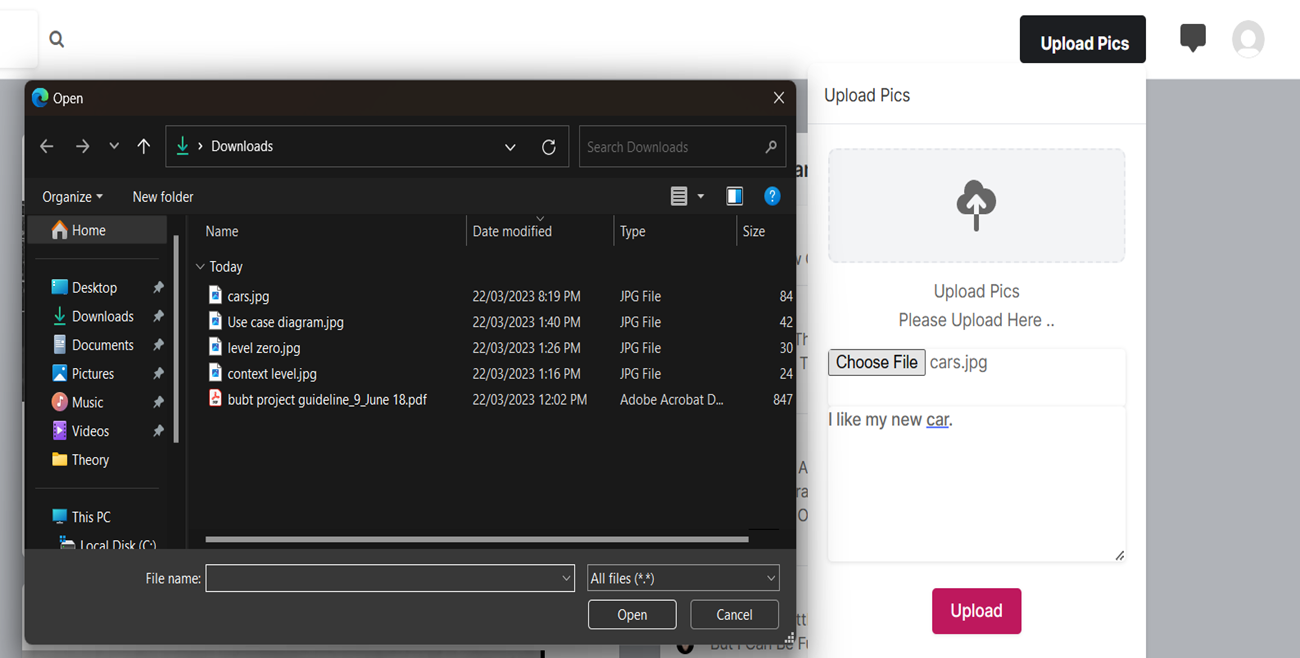 Upload Pics
Open
Downloads
Search Downloads
Organize
New folder
Home
Desktop
Downloads
Documents
Pictures
Music
Videos
Theory
This PC
Local Disk (C:)
Name Date modified Type Size
Today
cars.jpg 22/03/2023 8:19 PM JPG File 84
Use case diagram.jpg 22/03/2023 1:40 PM JPG File 42
level zero.jpg 22/03/2023 1:26 PM JPG File 30
context level.jpg 22/03/2023 1:16 PM JPG File 24
bubt project guideline_9_June 18.pdf 22/03/2023 12:02 PM Adobe Acrobat D... 847
File name:
All files (*.*)
Open
Cancel
Upload Pics
Upload Pics
Please Upload Here ..
Choose File cars.jpg
I like my new car.
Upload
But I Can Be